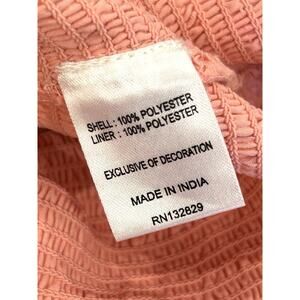 SHELL : 100% POLYESTER
LINER : 100% POLYESTER
EXCLUSIVE OF DECORATION
MADE IN INDIA
RN132829